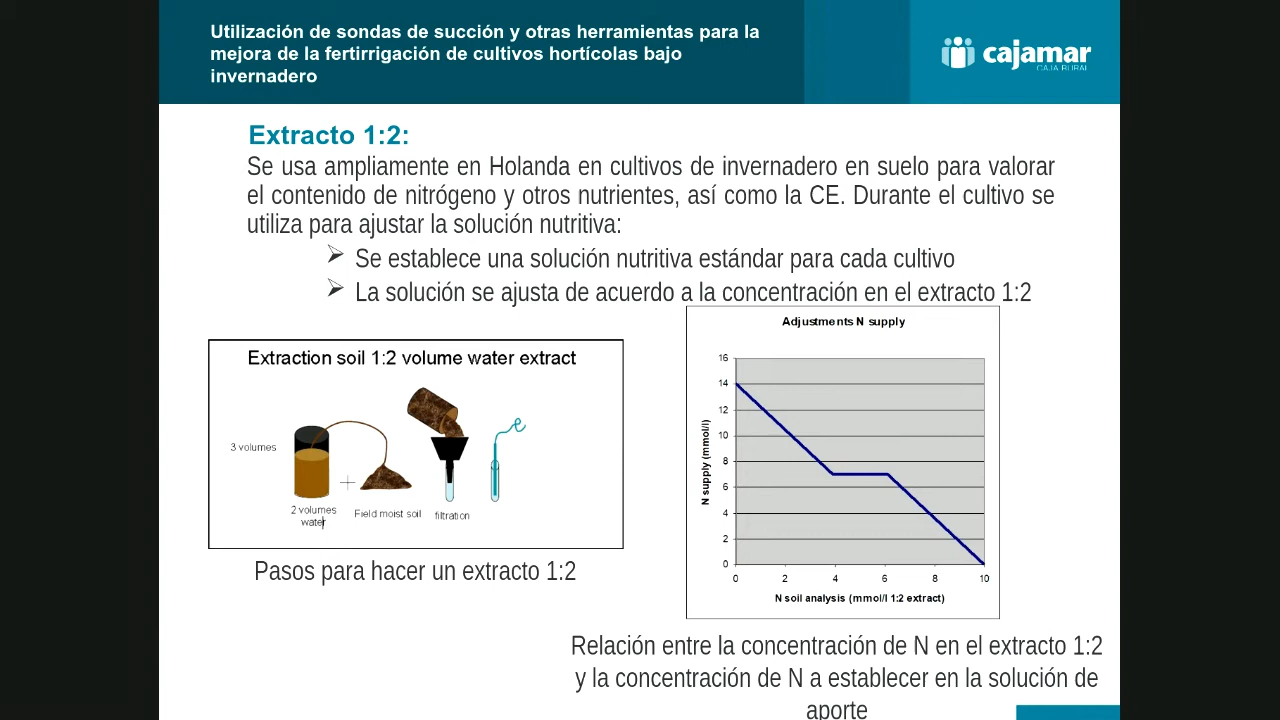 Utilización de sondas de succión y otras herramientas para la
mejora de la fertirrigación de cultivos hortícolas bajo
invernadero
cajamar
CAJA RURAL
Extracto 1:2:
Se usa ampliamente en Holanda en cultivos de invernadero en suelo para valorar
el contenido de nitrógeno y otros nutrientes, así como la CE. Durante el cultivo se
utiliza para ajustar la solución nutritiva:
Se establece una solución nutritiva estándar para cada cultivo
La solución se ajusta de acuerdo a la concentración en el extracto 1:2
Extraction soil 1:2 volume water extract
3 volumes
2 volumes
water
Field moist soil
filtration
Pasos para hacer un extracto 1:2
Adjustments N supply
N supply (mmol/l)
16
14
12
10
8
6
4
2
0
0 2 4 6 8 10
N soil analysis (mmol/l 1:2 extract)
Relación entre la concentración de N en el extracto 1:2
y la concentración de N a establecer en la solución de
aporte